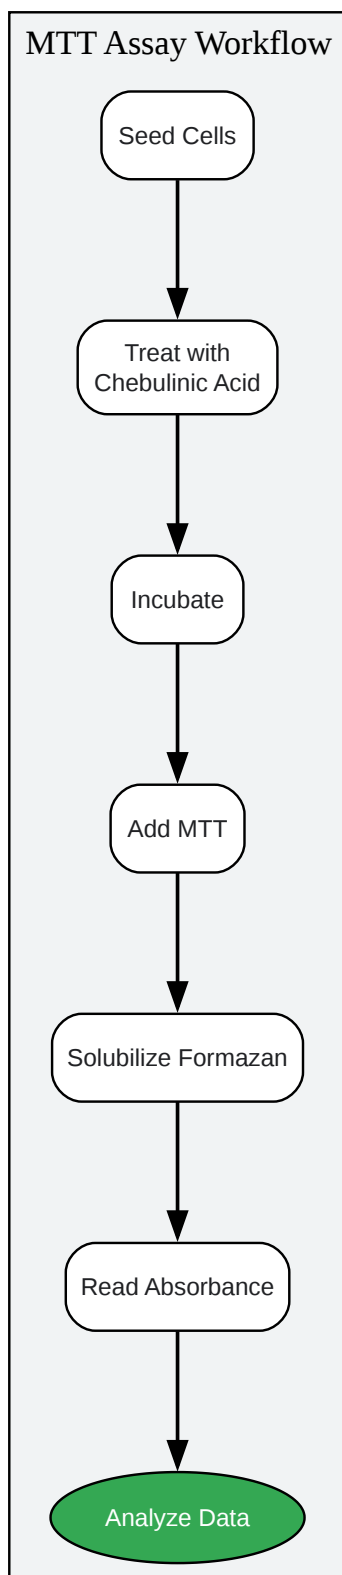 MTT Assay Workflow
Seed Cells
Treat with
Chebulinic Acid
Incubate
Add MTT
Solubilize Formazan
Read Absorbance
Analyze Data